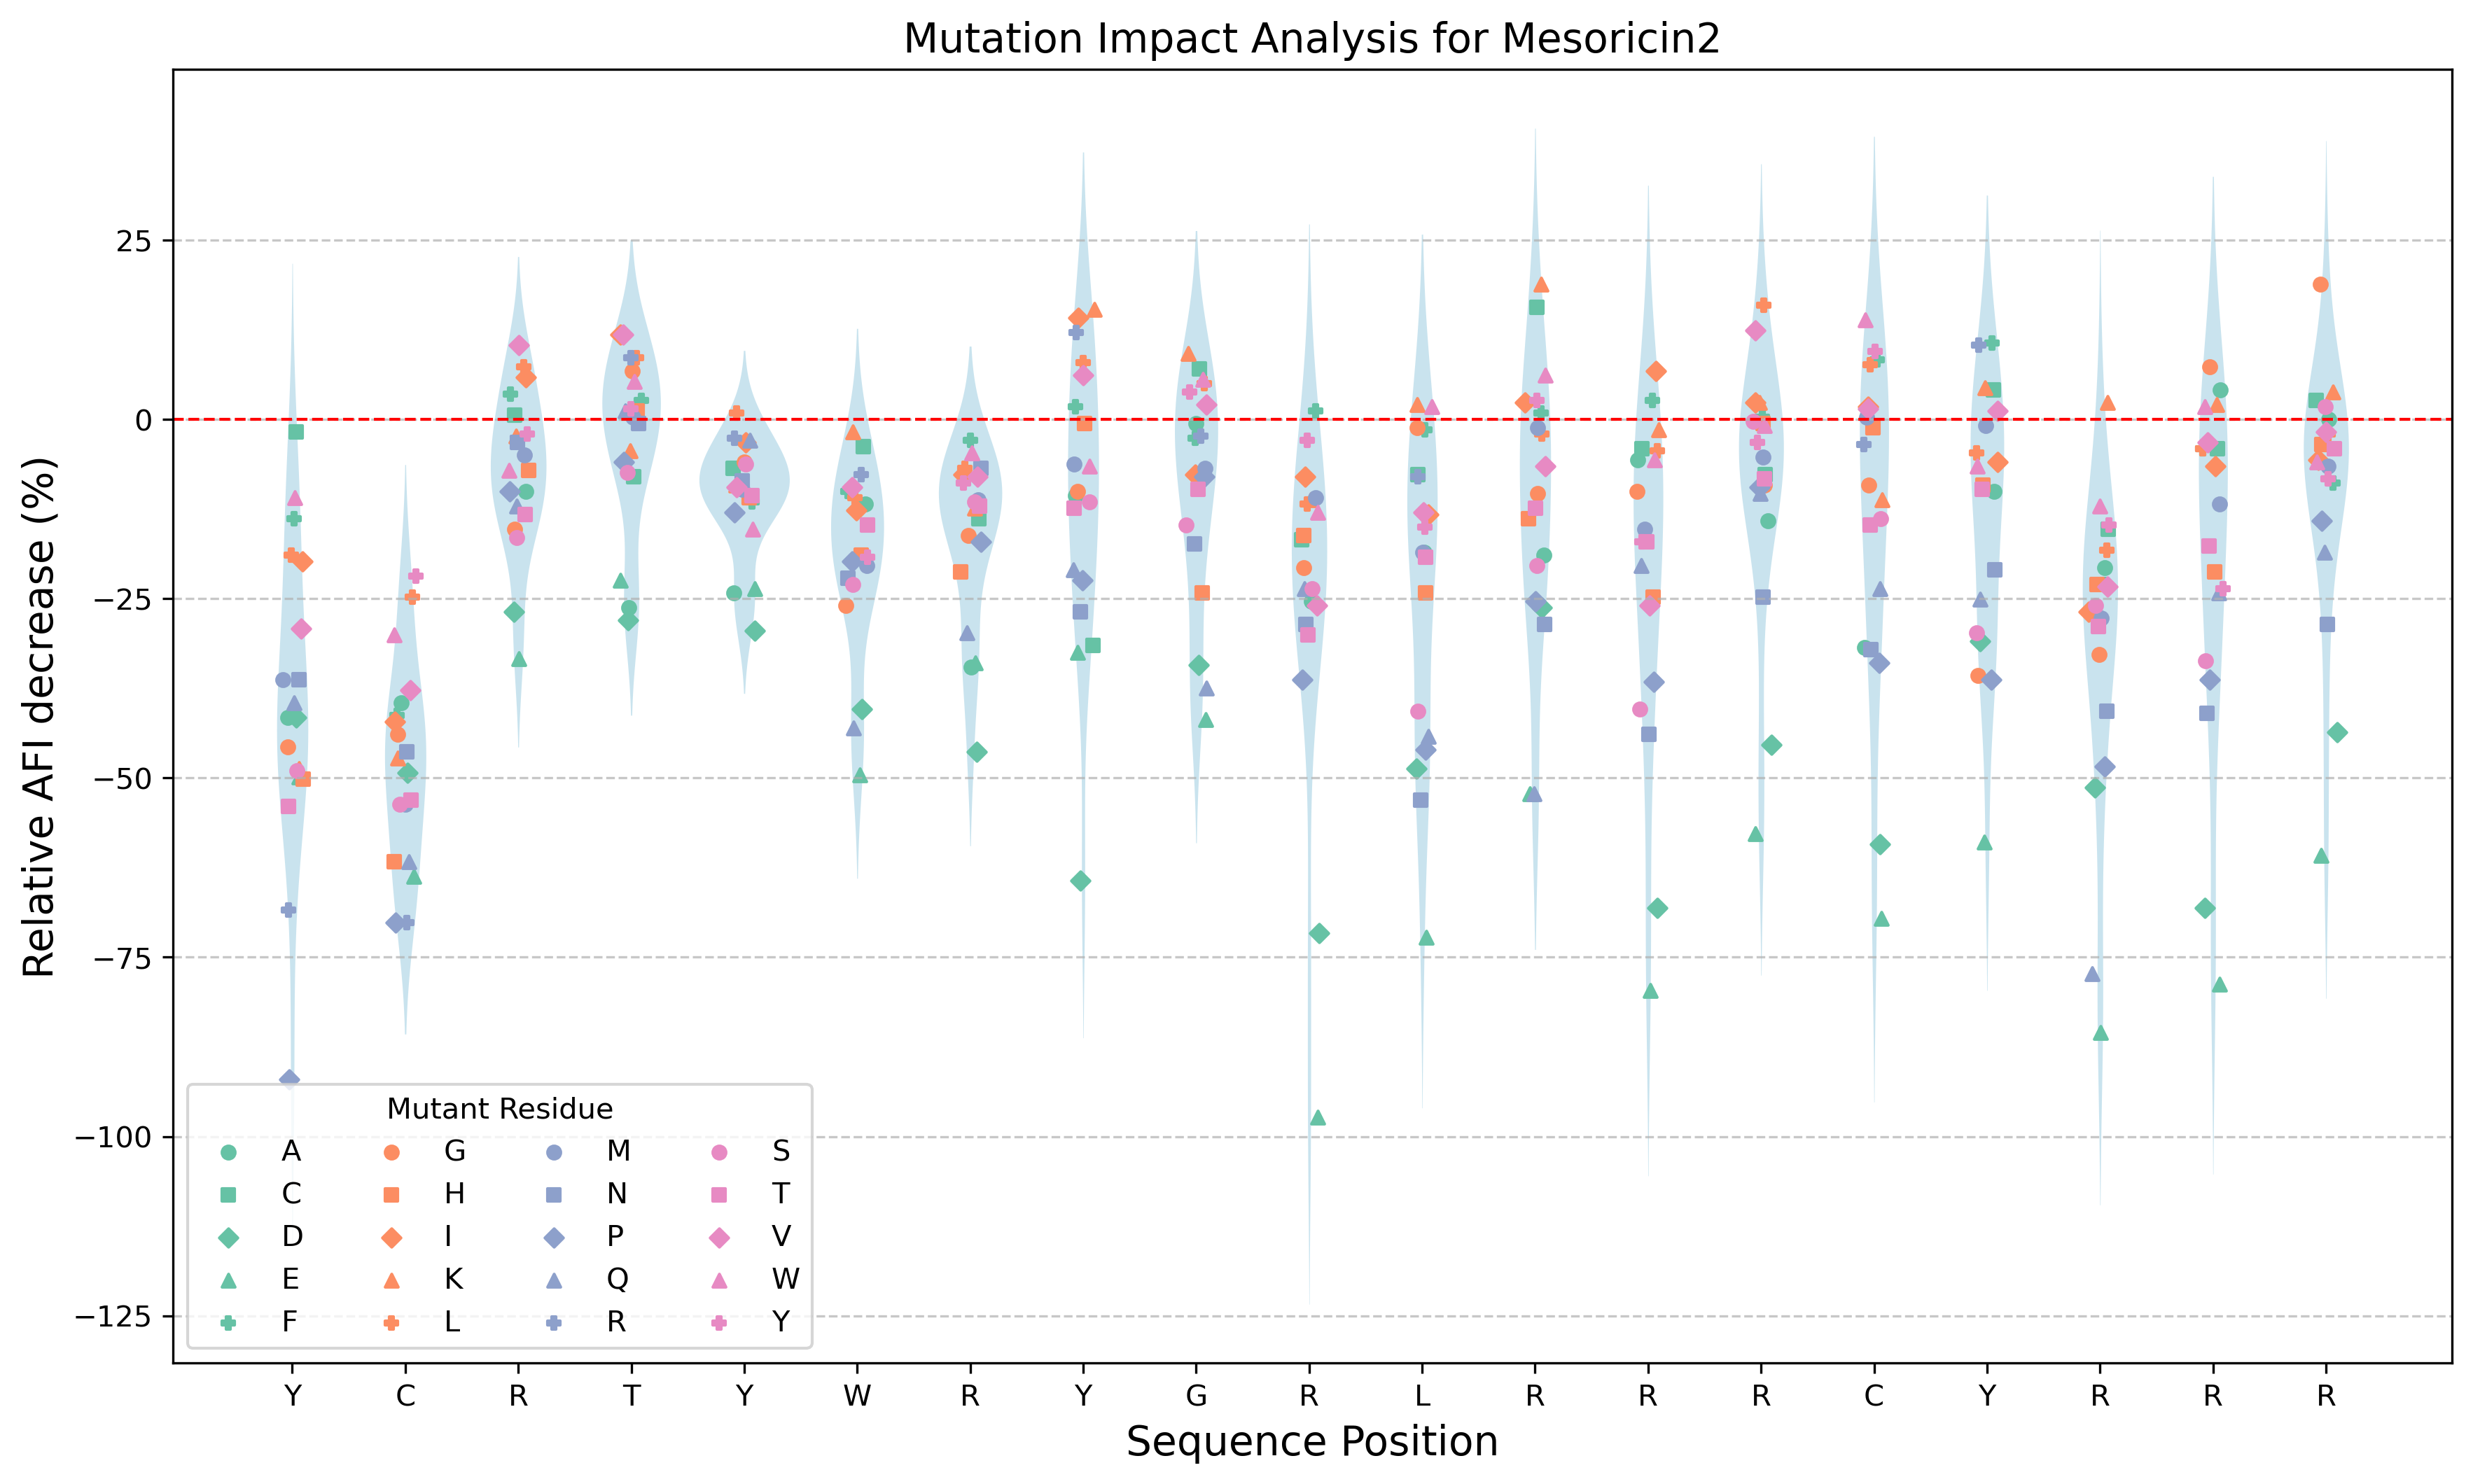 Mutation Impact Analysis for Mesoricin2
Relative AFI decrease (%)
25
0
−25
−50
−75
−100
−125
Mutant Residue
A G M S
C H N T
D I P V
E K Q W
F L R Y
Y C R T Y W R Y G R L R R R C Y R R R
Sequence Position